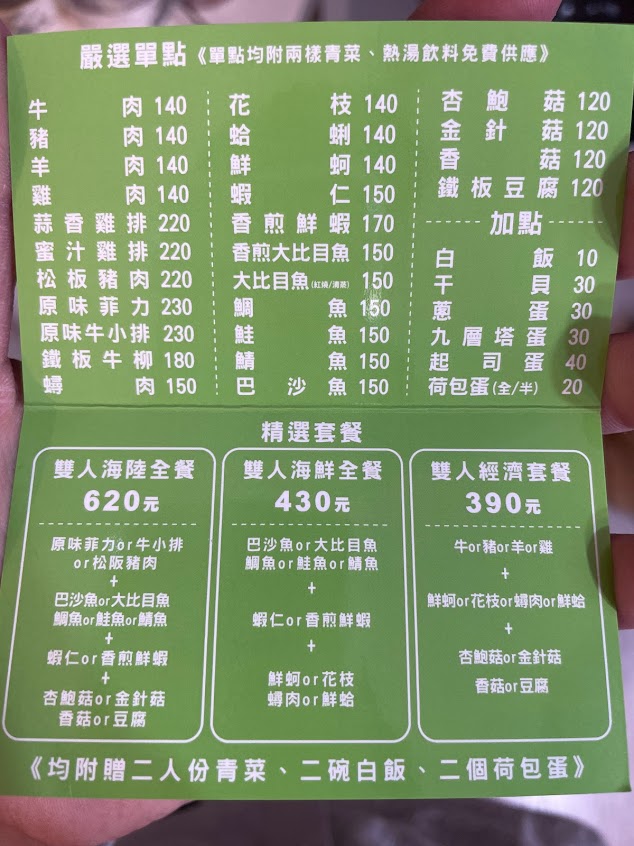 嚴選單點《單點均附兩樣青菜、熱湯飲料免費供應》
牛肉 140
豬肉 140
羊肉 140
雞肉 140
蒜香雞排 220
蜜汁雞排 220
松板豬肉 220
原味菲力 230
原味牛小排 230
鐵板牛柳 180
蟳肉 150
花枝 140
蛤蜊 140
鮮蚵 140
蝦仁 150
香煎鮮蝦 170
香煎大比目魚 150
大比目魚(紅燒/清蒸) 150
鯛魚 150
鮭魚 150
鯖魚 150
巴沙魚 150
杏鮑菇 120
金針菇 120
香菇 120
鐵板豆腐 120
加點
白飯 10
干貝 30
蔥蛋 30
九層塔蛋 30
起司蛋 40
荷包蛋(全/半) 20
精選套餐
雙人海陸全餐
620元
原味菲力or牛小排
or松阪豬肉
+
巴沙魚or大比目魚
鯛魚or鮭魚or鯖魚
+
蝦仁or香煎鮮蝦
+
杏鮑菇or金針菇
香菇or豆腐
雙人海鮮全餐
430元
巴沙魚or大比目魚
鯛魚or鮭魚or鯖魚
+
蝦仁or香煎鮮蝦
+
鮮蚵or花枝
蟳肉or鮮蛤
雙人經濟套餐
390元
牛or豬or羊or雞
+
鮮蚵or花枝or蟳肉or鮮蛤
+
杏鮑菇or金針菇
香菇or豆腐
《均附贈二人份青菜、二碗白飯、二個荷包蛋》